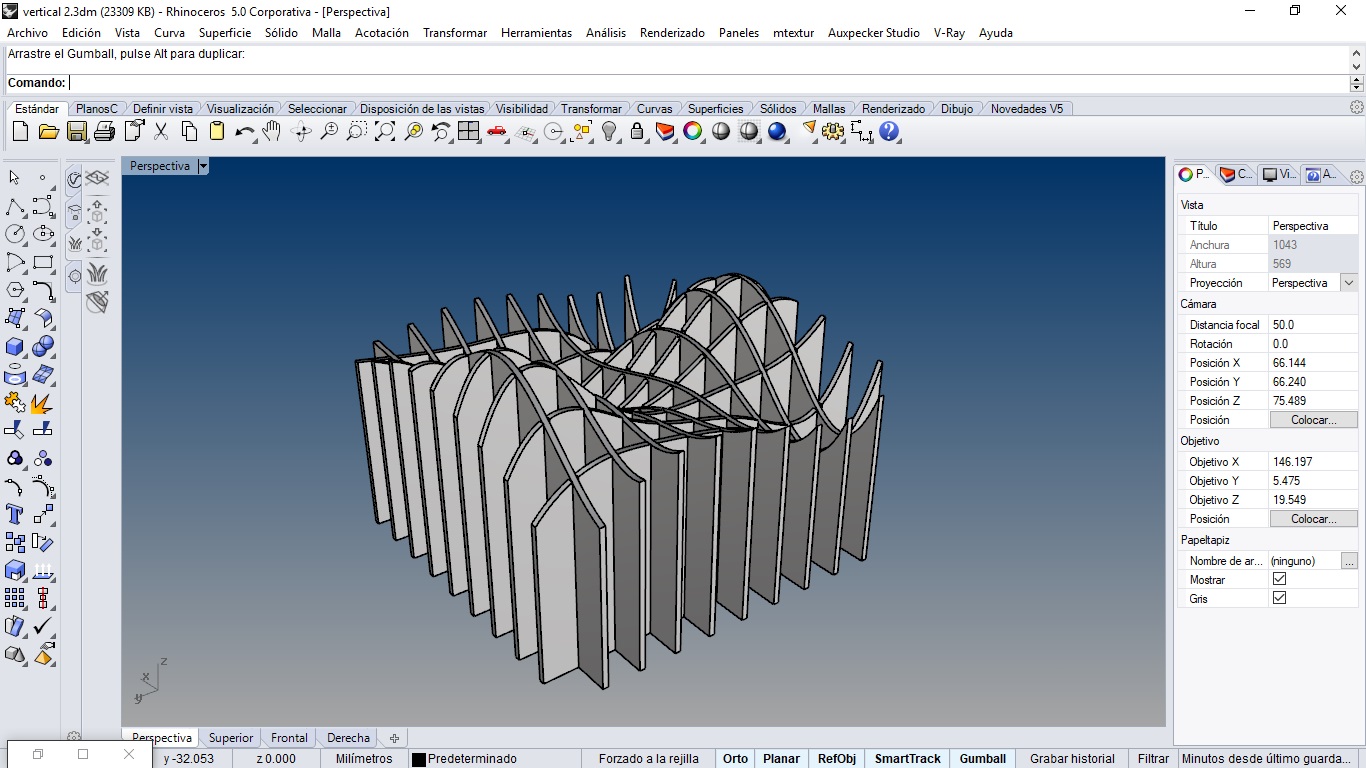 vertical 2.3dm (23309 KB) - Rhinoceros 5.0 Corporativa - [Perspectiva]
Archivo Edición Vista Curva Superficie Sólido Malla Acotación Transformar Herramientas Análisis Renderizado Paneles mtextur Auxpecker Studio V-Ray Ayuda
Arrastre el Gumball, pulse Alt para duplicar:
Comando:
Estándar PlanosC Definir vista Visualización Seleccionar Disposición de las vistas Visibilidad Transformar Curvas Superficies Sólidos Mallas Renderizado Dibujo Novedades V5
Perspectiva
P... C... Vi... A...
Vista
Título Perspectiva
Anchura 1043
Altura 569
Proyección Perspectiva
Cámara
Distancia focal 50.0
Rotación 0.0
Posición X 66.144
Posición Y 66.240
Posición Z 75.489
Posición Colocar...
Objetivo
Objetivo X 146.197
Objetivo Y 5.475
Objetivo Z 19.549
Posición Colocar...
Papeltapiz
Nombre de ar... (ninguno) ...
Mostrar
Gris
z
x
y
Perspectiva Superior Frontal Derecha
y -32.053 z 0.000 Milímetros Predeterminado Forzado a la rejilla Orto Planar RefObj SmartTrack Gumball Grabar historial Filtrar Minutos desde último guarda...